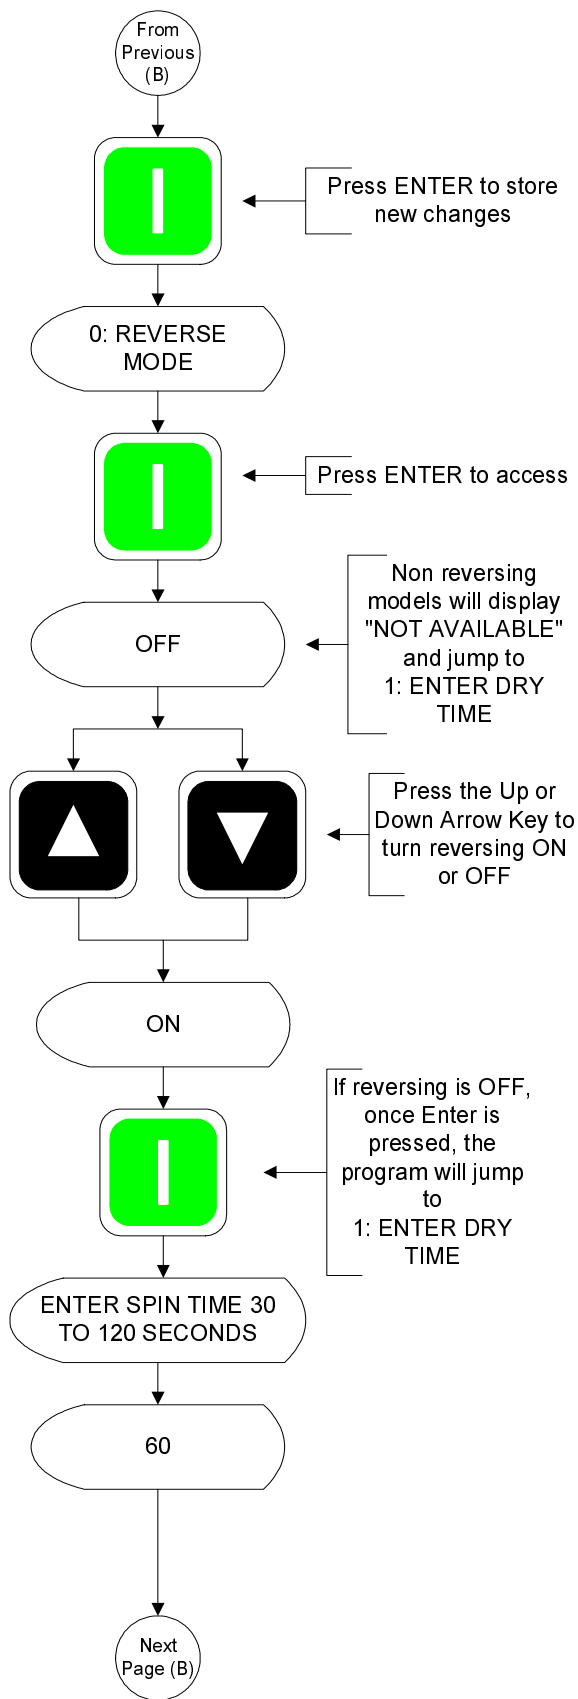 From
Previous
(B)
Press ENTER to store
new changes
0: REVERSE
MODE
Press ENTER to access
Non reversing
models will display
"NOT AVAILABLE"
and jump to
1: ENTER DRY
TIME
OFF
Press the Up or
Down Arrow Key to
turn reversing ON
or OFF
ON
If reversing is OFF,
once Enter is
pressed, the
program will jump
to
1: ENTER DRY
TIME
ENTER SPIN TIME 30
TO 120 SECONDS
60
Next
Page (B)